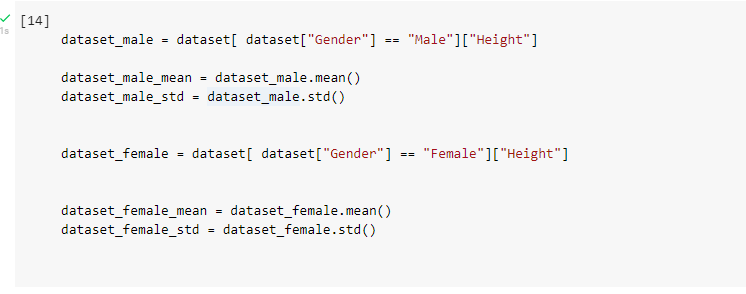 [14]
1s
dataset_male = dataset[ dataset["Gender"] == "Male"]["Height"]
dataset_male_mean = dataset_male.mean()
dataset_male_std = dataset_male.std()
dataset_female = dataset[ dataset["Gender"] == "Female"]["Height"]
dataset_female_mean = dataset_female.mean()
dataset_female_std = dataset_female.std()